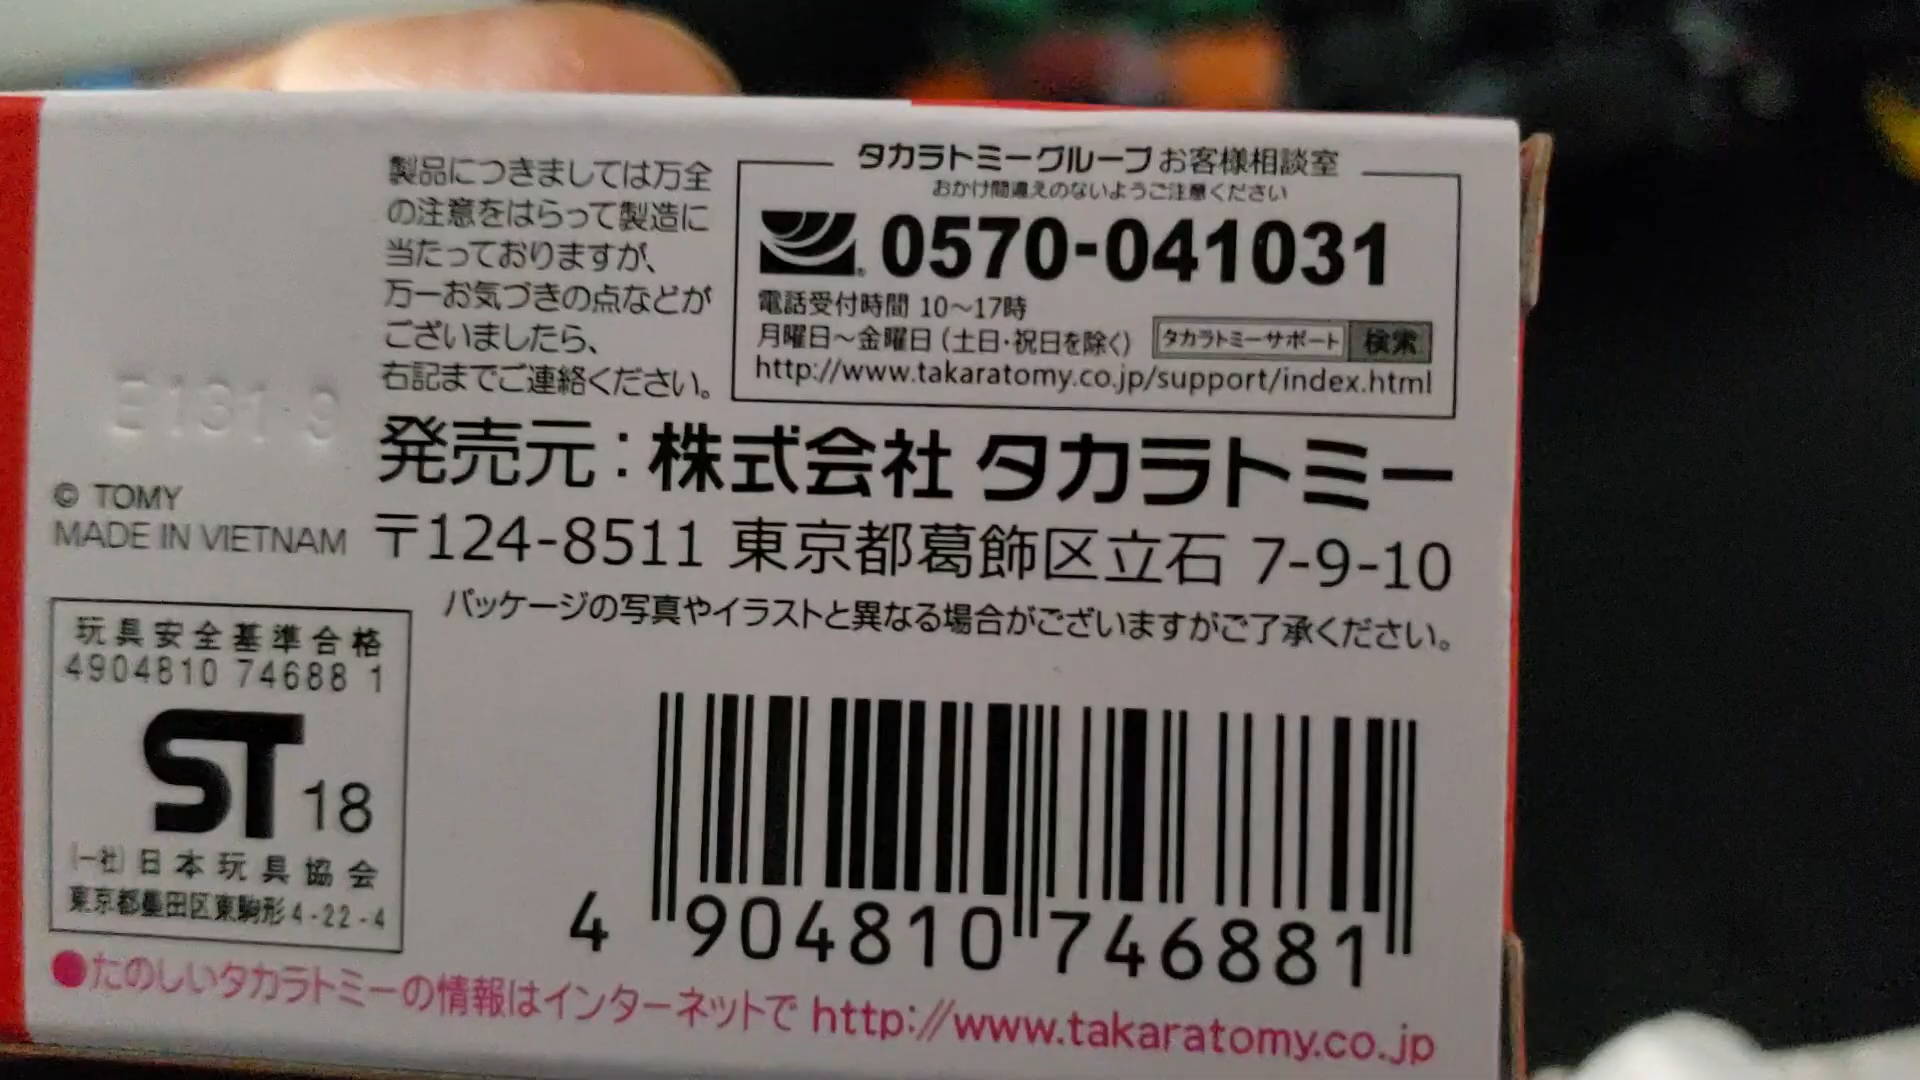 製品につきましては万全
の注意をはらって製造に
当たっておりますが、
万一お気づきの点などが
ございましたら、
右記までご連絡ください。
タカラトミーグループお客様相談室
おかけ間違えのないようご注意ください
0570-041031
電話受付時間 10～17時
月曜日～金曜日 (土日・祝日を除く)
タカラトミーサポート 検索
http://www.takaratomy.co.jp/support/index.html
E131 9
発売元:株式会社 タカラトミー
© TOMY
MADE IN VIETNAM
〒124-8511 東京都葛飾区立石 7-9-10
パッケージの写真やイラストと異なる場合がございますがご了承ください。
玩具安全基準合格
4904810 74688 1
ST 18
(一社)日本玩具協会
東京都墨田区東駒形4-22-4
4 904810 746881
●たのしいタカラトミーの情報はインターネットで http://www.takaratomy.co.jp